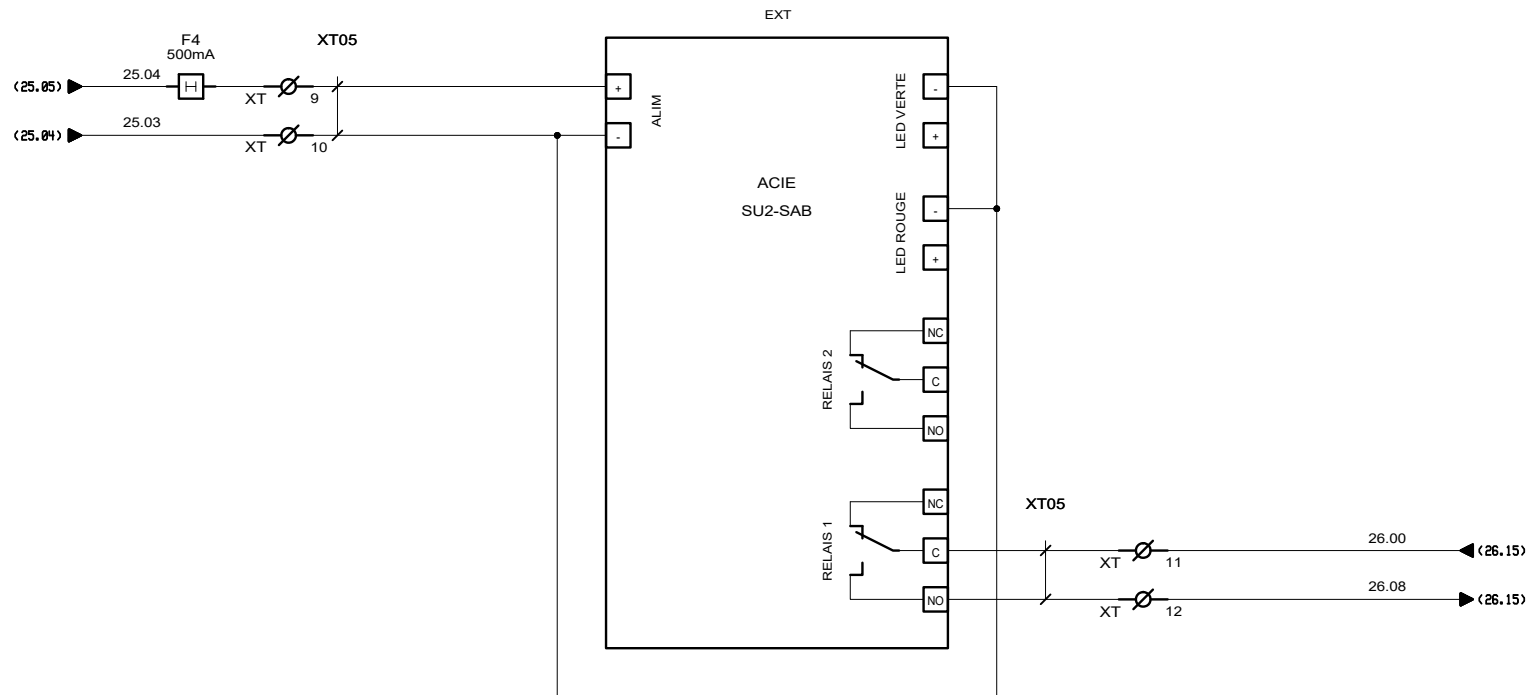 EXT
F4
500mA
XT05
(25.05)
25.04
XT
9
+
ALIM
(25.04)
25.03
XT
10
-
ACIE
SU2-SAB
LED VERTE
-
+
LED ROUGE
-
+
RELAIS 2
NC
C
NO
RELAIS 1
NC
C
NO
XT05
XT
11
26.00
(26.15)
XT
12
26.08
(26.15)